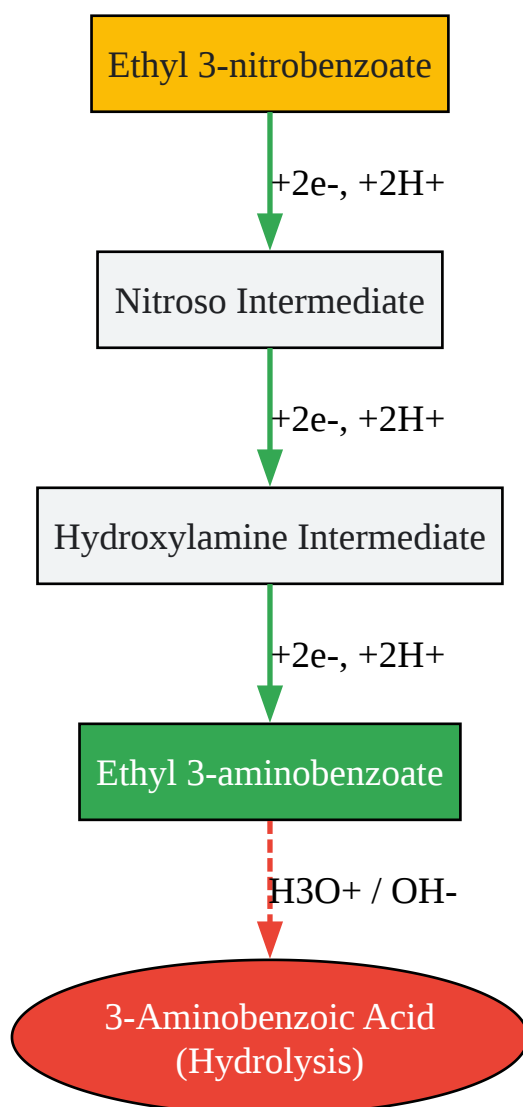 Ethyl 3-nitrobenzoate
+2e-, +2H+
Nitroso Intermediate
+2e-, +2H+
Hydroxylamine Intermediate
+2e-, +2H+
Ethyl 3-aminobenzoate
H3O+ / OH-
3-Aminobenzoic Acid
(Hydrolysis)